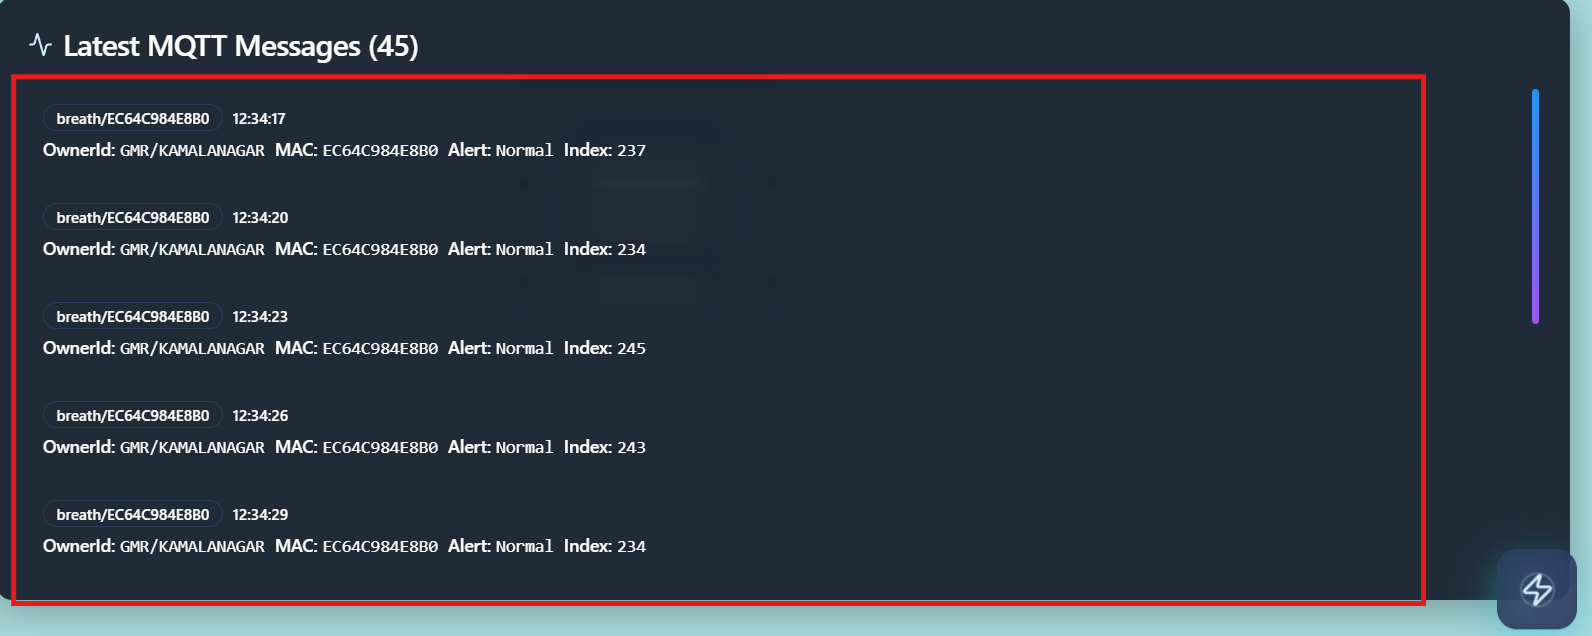 Latest MQTT Messages (45)
breath/EC64C984E8B0 12:34:17
OwnerId: GMR/KAMALANAGAR MAC: EC64C984E8B0 Alert: Normal Index: 237
breath/EC64C984E8B0 12:34:20
OwnerId: GMR/KAMALANAGAR MAC: EC64C984E8B0 Alert: Normal Index: 234
breath/EC64C984E8B0 12:34:23
OwnerId: GMR/KAMALANAGAR MAC: EC64C984E8B0 Alert: Normal Index: 245
breath/EC64C984E8B0 12:34:26
OwnerId: GMR/KAMALANAGAR MAC: EC64C984E8B0 Alert: Normal Index: 243
breath/EC64C984E8B0 12:34:29
OwnerId: GMR/KAMALANAGAR MAC: EC64C984E8B0 Alert: Normal Index: 234